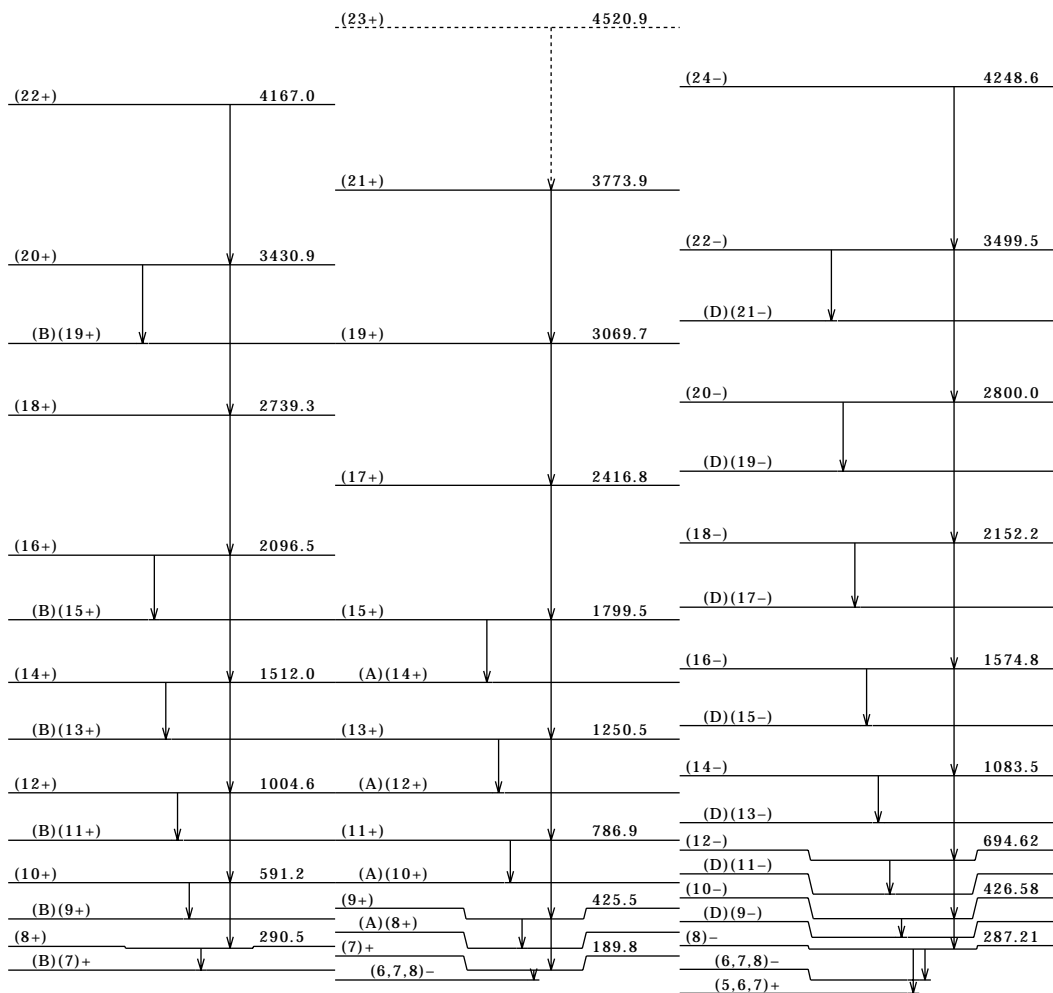 (22+) 4167.0
(20+) 3430.9
(B)(19+)
(18+) 2739.3
(16+) 2096.5
(B)(15+)
(14+) 1512.0
(B)(13+)
(12+) 1004.6
(B)(11+)
(10+) 591.2
(B)(9+)
(8+) 290.5
(B)(7)+
(23+) 4520.9
(21+) 3773.9
(19+) 3069.7
(17+) 2416.8
(15+) 1799.5
(A)(14+)
(13+) 1250.5
(A)(12+)
(11+) 786.9
(A)(10+)
(9+) 425.5
(A)(8+)
(7)+ 189.8
(6,7,8)−
(24−) 4248.6
(22−) 3499.5
(D)(21−)
(20−) 2800.0
(D)(19−)
(18−) 2152.2
(D)(17−)
(16−) 1574.8
(D)(15−)
(14−) 1083.5
(D)(13−)
(12−) 694.62
(D)(11−)
(10−) 426.58
(D)(9−)
(8)− 287.21
(6,7,8)−
(5,6,7)+